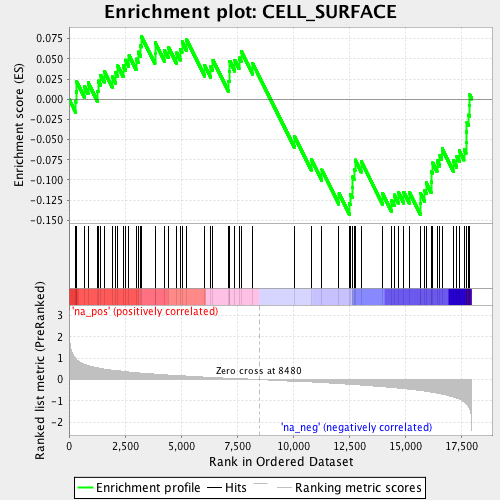 Enrichment plot: CELL_SURFACE
Enrichment score (ES)
0.075
0.050
0.025
0.000
-0.025
-0.050
-0.075
-0.100
-0.125
-0.150
'na_pos' (positively correlated)
Ranked list metric (PreRanked)
3
2
1
0
-1
-2
Zero cross at 8480
'na_neg' (negatively correlated)
0
2,500
5,000
7,500
10,000
12,500
15,000
17,500
Rank in Ordered Dataset
Enrichment profile
Hits
Ranking metric scores